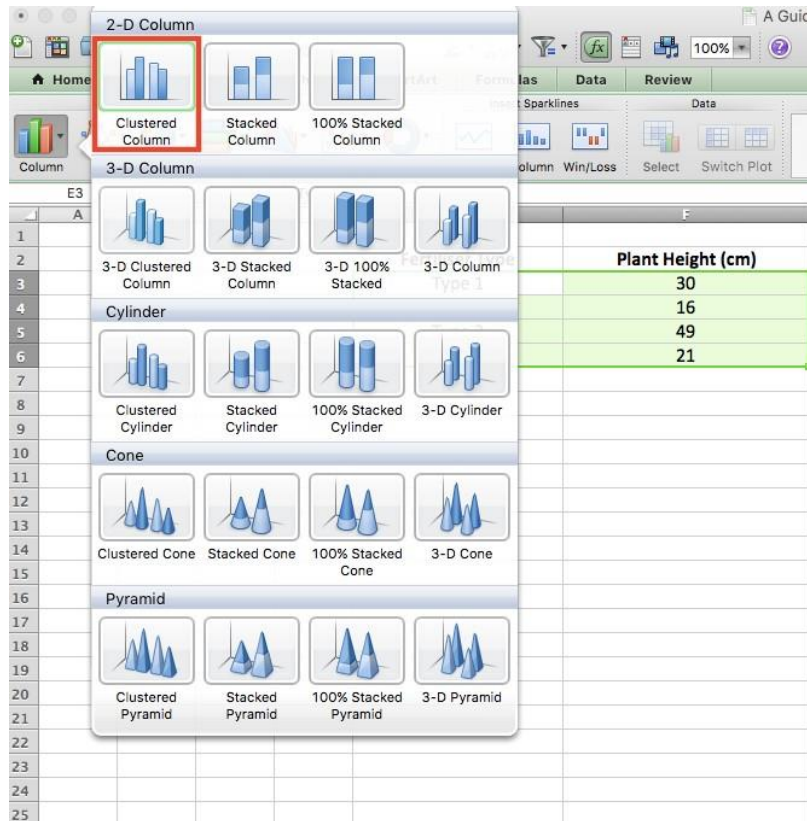 A Guid
100%
Home
las
Data
Review
Sparklines
Data
Column
olumn
Win/Loss
Select
Switch Plot
E3
A
F
2-D Column
Clustered Column
Stacked Column
100% Stacked Column
3-D Column
3-D Clustered Column
3-D Stacked Column
3-D 100% Stacked
3-D Column
Cylinder
Clustered Cylinder
Stacked Cylinder
100% Stacked Cylinder
3-D Cylinder
Cone
Clustered Cone
Stacked Cone
100% Stacked Cone
3-D Cone
Pyramid
Clustered Pyramid
Stacked Pyramid
100% Stacked Pyramid
3-D Pyramid
1
2
Plant Height (cm)
3
Type 1
30
4
16
5
49
6
21
7
8
9
10
11
12
13
14
15
16
17
18
19
20
21
22
23
24
25